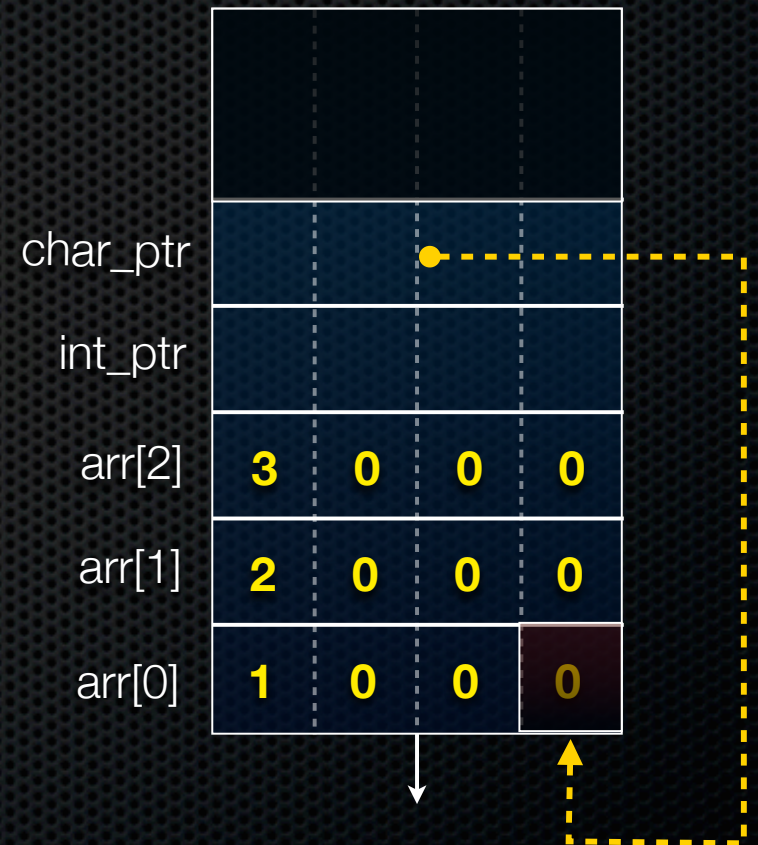 char_ptr
int_ptr
arr[2] 3 0 0 0
arr[1] 2 0 0 0
arr[0] 1 0 0 0